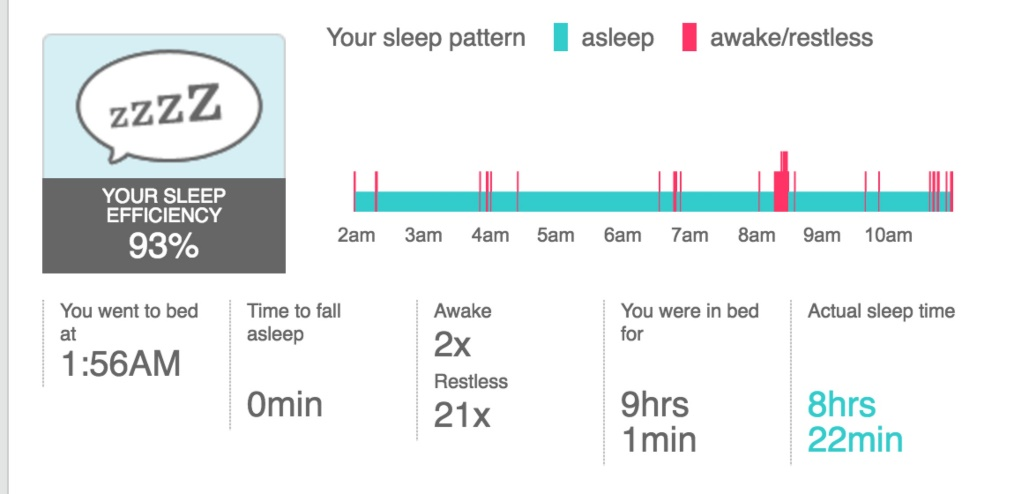 Your sleep pattern asleep awake/restless
zzzZ
YOUR SLEEP
EFFICIENCY
93%
2am 3am 4am 5am 6am 7am 8am 9am 10am
You went to bed
at
1:56AM
Time to fall
asleep
0min
Awake
2x
Restless
21x
You were in bed
for
9hrs
1min
Actual sleep time
8hrs
22min